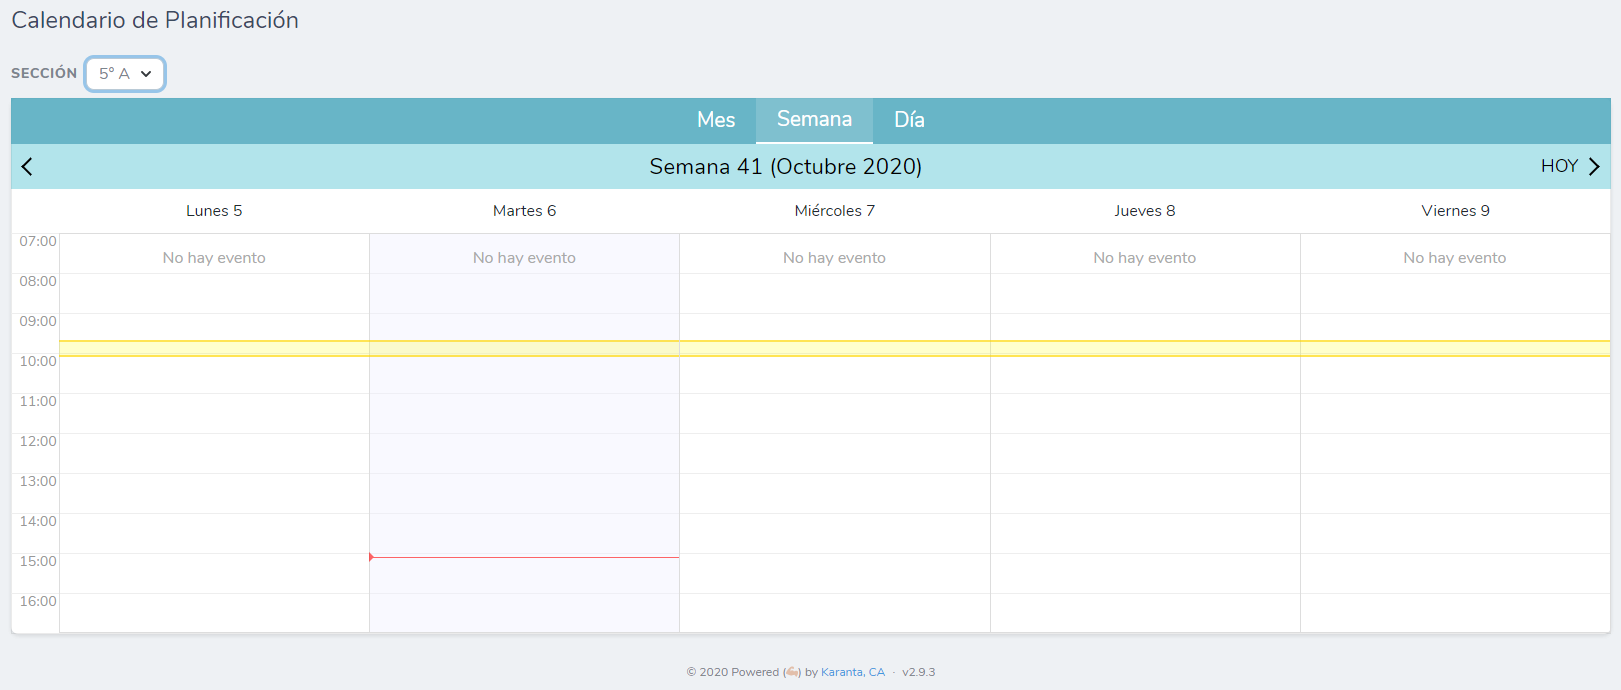 Calendario de Planificación
SECCIÓN 5° A
Mes Semana Día
Semana 41 (Octubre 2020) HOY
Lunes 5 Martes 6 Miércoles 7 Jueves 8 Viernes 9
07:00 No hay evento No hay evento No hay evento No hay evento No hay evento
08:00
09:00
10:00
11:00
12:00
13:00
14:00
15:00
16:00
© 2020 Powered (💪🏼) by Karanta, CA · v2.9.3